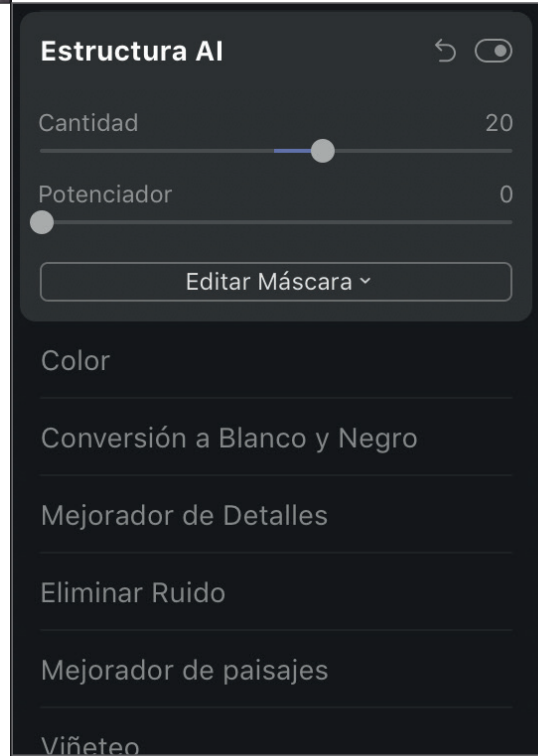 Estructura AI
Cantidad 20
Potenciador 0
Editar Máscara
Color
Conversión a Blanco y Negro
Mejorador de Detalles
Eliminar Ruido
Mejorador de paisajes
Viñeteo